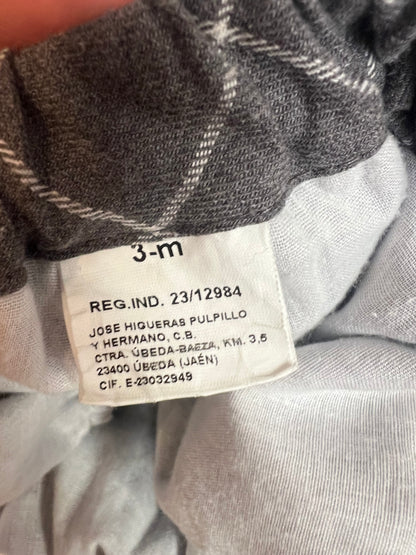 3-m
REG.IND. 23/12984
JOSE HIGUERAS PULPILLO
Y HERMANO, C.B.
CTRA. ÚBEDA-BAEZA, KM. 3,5
23400 ÚBEDA (JAÉN)
CIF. E-23032949